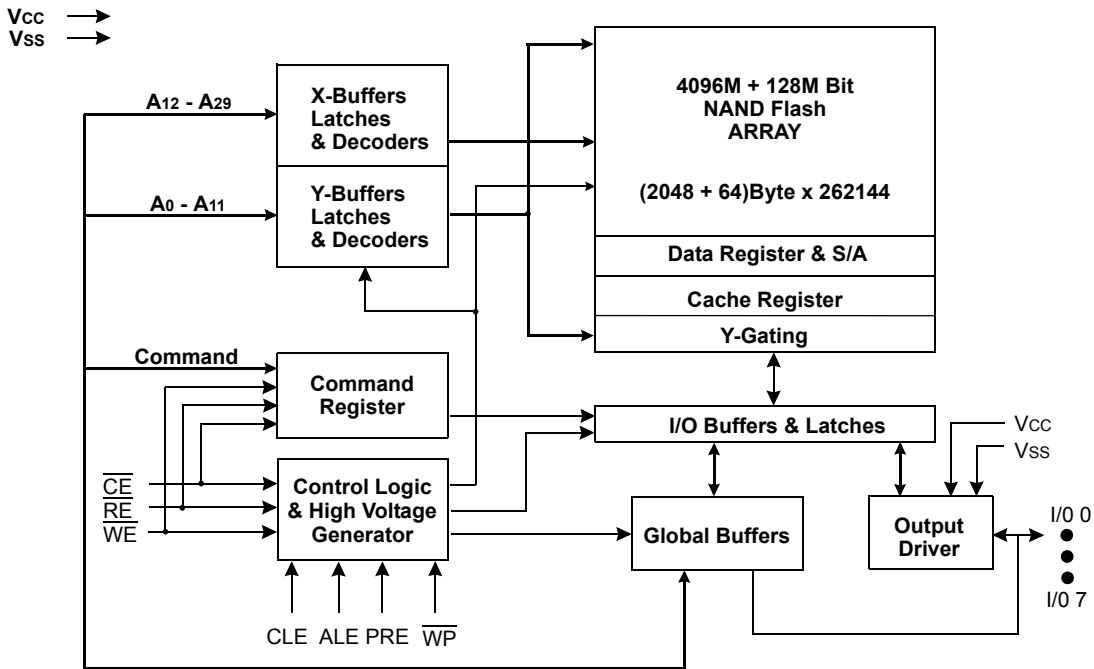 VCC
VSS
A12 - A29
X-Buffers
Latches
& Decoders
A0 - A11
Y-Buffers
Latches
& Decoders
4096M + 128M Bit
NAND Flash
ARRAY
(2048 + 64)Byte x 262144
Data Register & S/A
Cache Register
Y-Gating
Command
Command
Register
I/O Buffers & Latches
VCC
VSS
CE
RE
WE
Control Logic
& High Voltage
Generator
Global Buffers
Output
Driver
I/0 0
I/0 7
CLE
ALE
PRE
WP